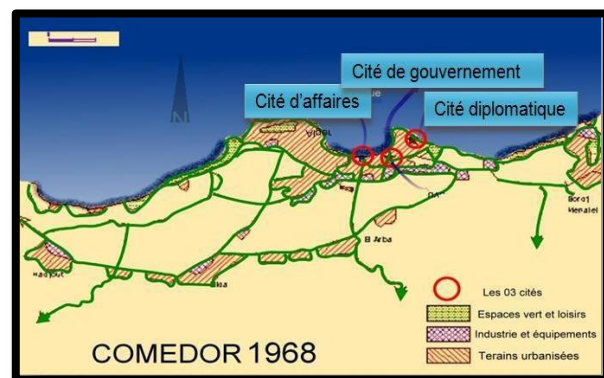 Cité de gouvernement
Cité d'affaires
Cité diplomatique
N
El Arba
Les 03 cités
Espaces vert et loisirs
Industrie et équipements
Terains urbanisées
COMEDOR 1968